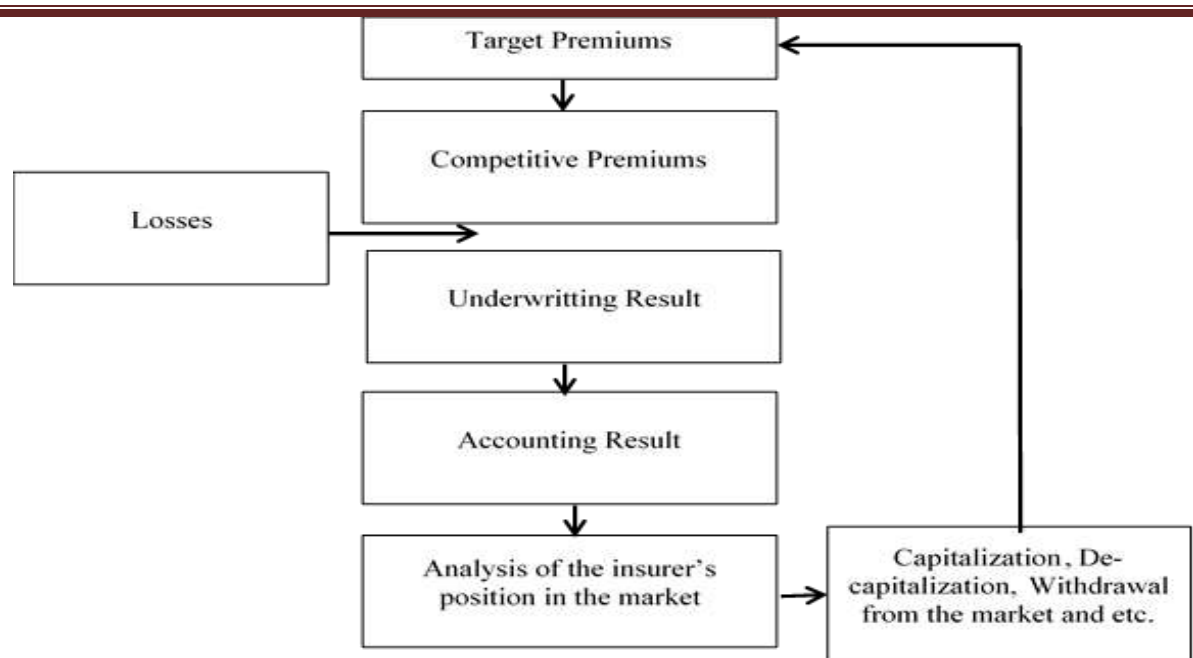 Target Premiums
Competitive Premiums
Losses
Underwritting Result
Accounting Result
Analysis of the insurer's
position in the market
Capitalization, De-
capitalization, Withdrawal
from the market and etc.